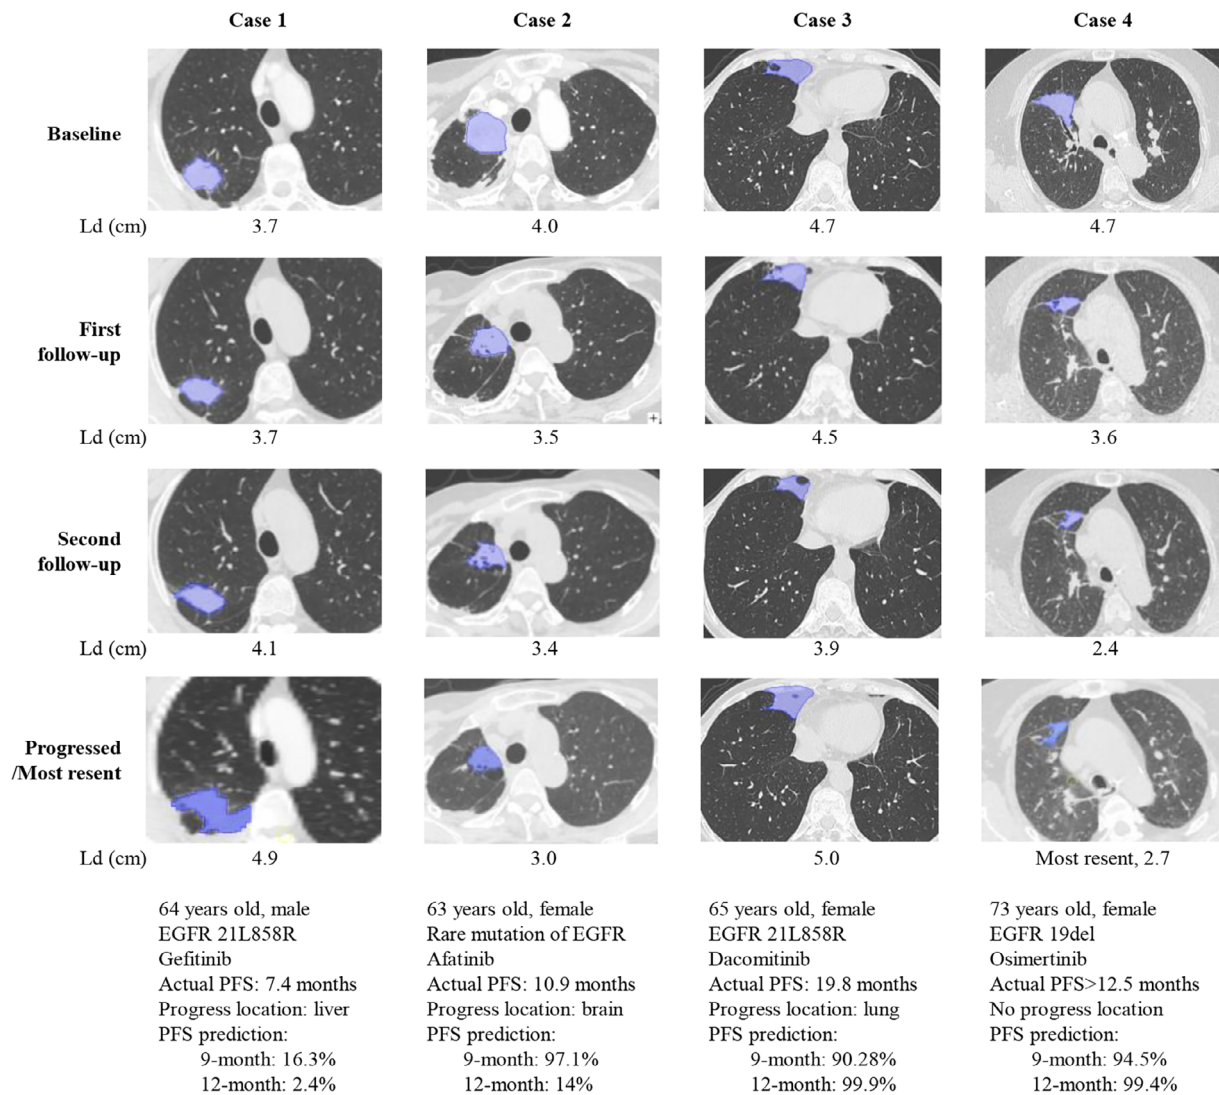 Case 1 Case 2 Case 3 Case 4
Baseline
Ld (cm) 3.7 4.0 4.7 4.7
First
follow-up
Ld (cm) 3.7 3.5 4.5 3.6
Second
follow-up
Ld (cm) 4.1 3.4 3.9 2.4
Progressed
/Most resent
Ld (cm) 4.9 3.0 5.0 Most resent, 2.7
64 years old, male
EGFR 21L858R
Gefitinib
Actual PFS: 7.4 months
Progress location: liver
PFS prediction:
9-month: 16.3%
12-month: 2.4%
63 years old, female
Rare mutation of EGFR
Afatinib
Actual PFS: 10.9 months
Progress location: brain
PFS prediction:
9-month: 97.1%
12-month: 14%
65 years old, female
EGFR 21L858R
Dacomitinib
Actual PFS: 19.8 months
Progress location: lung
PFS prediction:
9-month: 90.28%
12-month: 99.9%
73 years old, female
EGFR 19del
Osimertinib
Actual PFS>12.5 months
No progress location
PFS prediction:
9-month: 94.5%
12-month: 99.4%